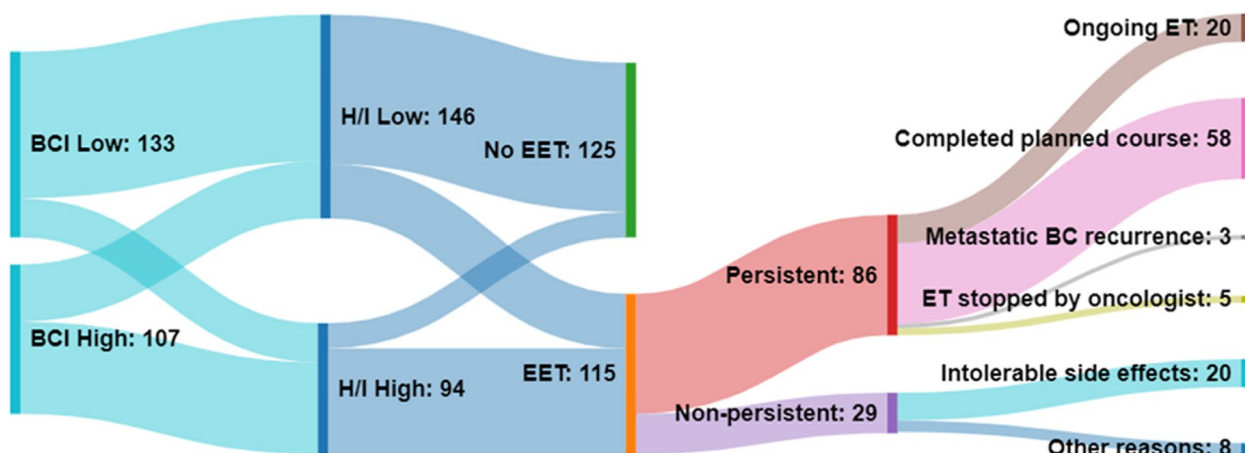 BCI Low: 133
BCI High: 107
H/I Low: 146
H/I High: 94
No EET: 125
EET: 115
Persistent: 86
Non-persistent: 29
Ongoing ET: 20
Completed planned course: 58
Metastatic BC recurrence: 3
ET stopped by oncologist: 5
Intolerable side effects: 20
Other reasons: 8